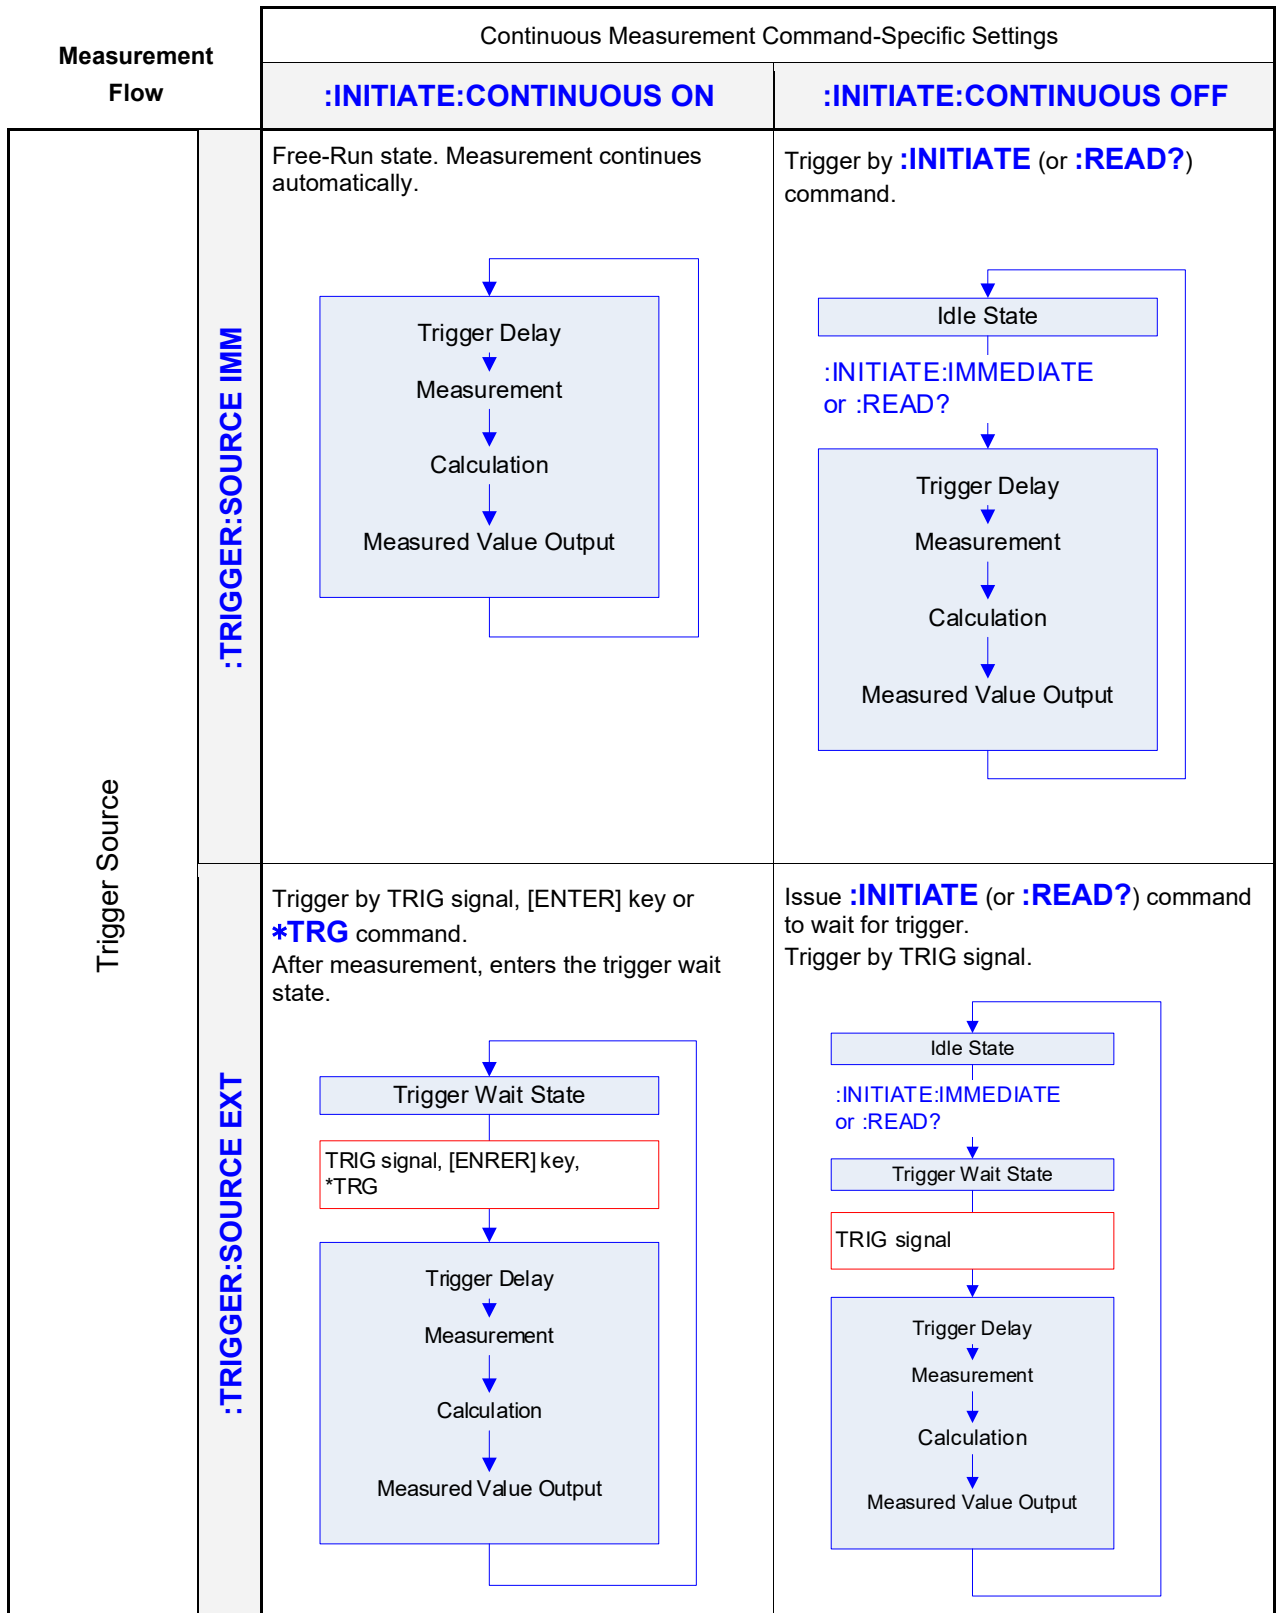 Measurement
Flow
Continuous Measurement Command-Specific Settings
:INITIATE:CONTINUOUS ON
:INITIATE:CONTINUOUS OFF
Trigger Source
:TRIGGER:SOURCE IMM
Free-Run state. Measurement continues
automatically.
Trigger Delay
Measurement
Calculation
Measured Value Output
Trigger by :INITIATE (or :READ?)
command.
Idle State
:INITIATE:IMMEDIATE
or :READ?
Trigger Delay
Measurement
Calculation
Measured Value Output
:TRIGGER:SOURCE EXT
Trigger by TRIG signal, [ENTER] key or
*TRG command.
After measurement, enters the trigger wait
state.
Trigger Wait State
TRIG signal, [ENRER] key,
*TRG
Trigger Delay
Measurement
Calculation
Measured Value Output
Issue :INITIATE (or :READ?) command
to wait for trigger.
Trigger by TRIG signal.
Idle State
:INITIATE:IMMEDIATE
or :READ?
Trigger Wait State
TRIG signal
Trigger Delay
Measurement
Calculation
Measured Value Output